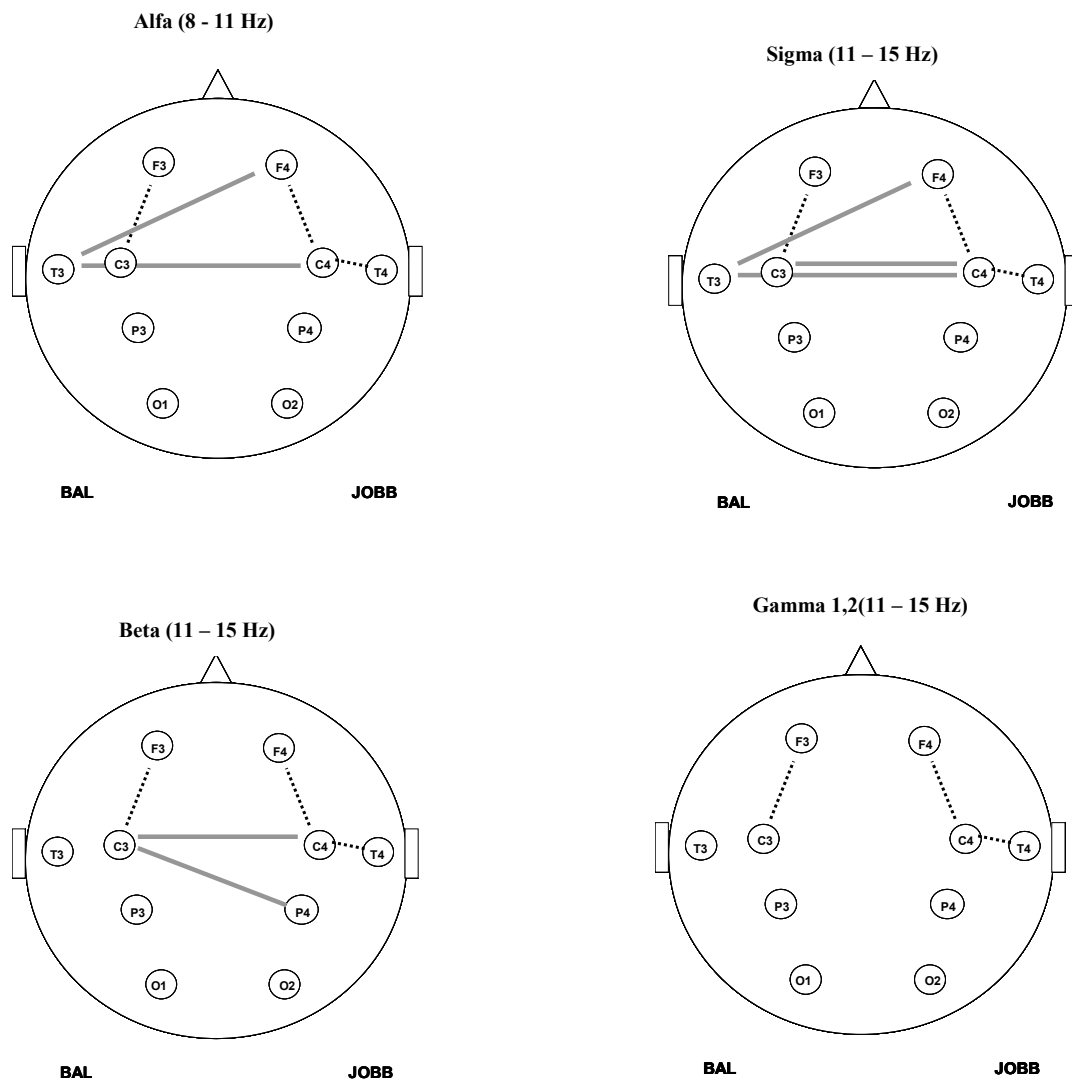 Alfa (8 - 11 Hz)
F3 F4
T3 C3 C4 T4
P3 P4
O1 O2
BAL JOBB
Sigma (11 – 15 Hz)
F3 F4
T3 C3 C4 T4
P3 P4
O1 O2
BAL JOBB
Beta (11 – 15 Hz)
F3 F4
T3 C3 C4 T4
P3 P4
O1 O2
BAL JOBB
Gamma 1,2(11 – 15 Hz)
F3 F4
T3 C3 C4 T4
P3 P4
O1 O2
BAL JOBB